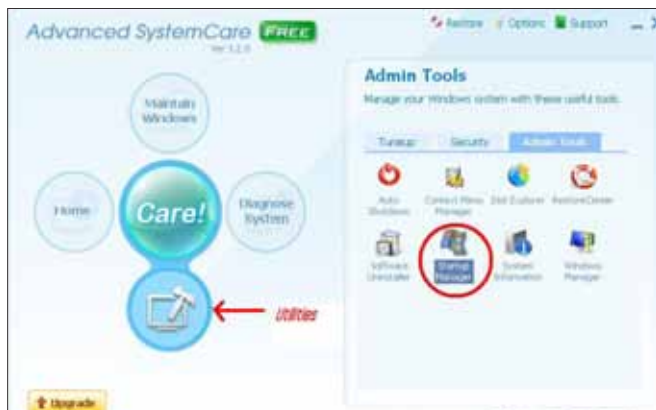 Advanced SystemCare FREE
Restore Options Support
Maintain
Windows
Home
Care!
Diagnose
System
Utilities
Upgrade
Admin Tools
Manage your Windows system with these useful tools.
Tuneup Security Admin Tools
Auto
Shutdown
Context Menu
Manager
Disk Explorer
RestoreCenter
Software
Uninstaller
Startup
Manager
System
Information
Windows
Manager